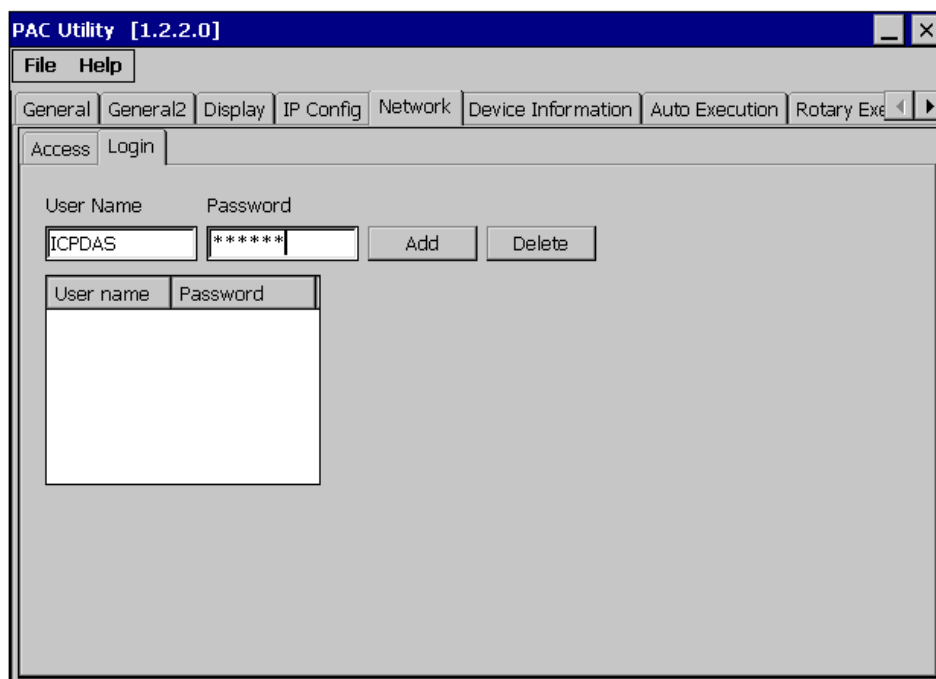 PAC Utility [1.2.2.0]
File Help
General General2 Display IP Config Network Device Information Auto Execution Rotary Exe
Access Login
User Name Password
ICPDAS ****** Add Delete
User name Password